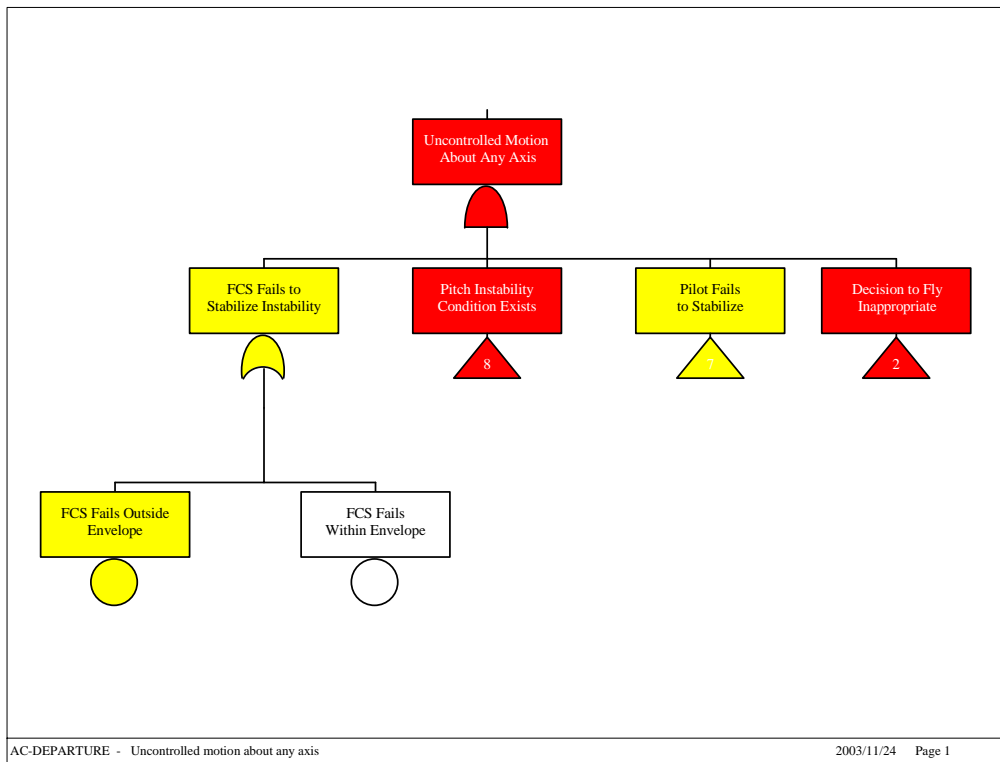 Uncontrolled Motion
About Any Axis
FCS Fails to
Stabilize Instability
Pitch Instability
Condition Exists
Pilot Fails
to Stabilize
Decision to Fly
Inappropriate
8
7
2
FCS Fails Outside
Envelope
FCS Fails
Within Envelope
AC-DEPARTURE - Uncontrolled motion about any axis
2003/11/24 Page 1